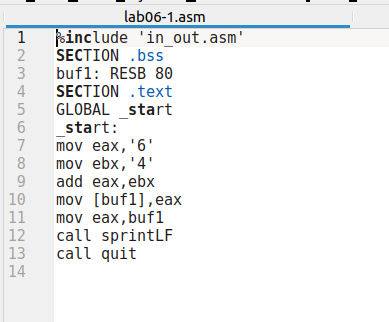 lab06-1.asm
1 %include 'in_out.asm'
2 SECTION .bss
3 buf1: RESB 80
4 SECTION .text
5 GLOBAL _start
6 _start:
7 mov eax,'6'
8 mov ebx,'4'
9 add eax,ebx
10 mov [buf1],eax
11 mov eax,buf1
12 call sprintLF
13 call quit
14